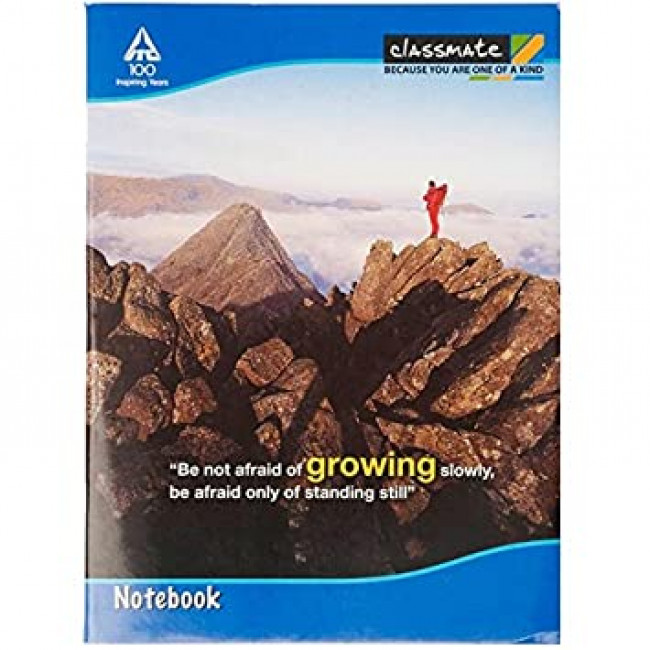 ITC
100
Inspiring Years
classmate
BECAUSE YOU ARE ONE OF A KIND
“Be not afraid of growing slowly,
be afraid only of standing still”
Notebook